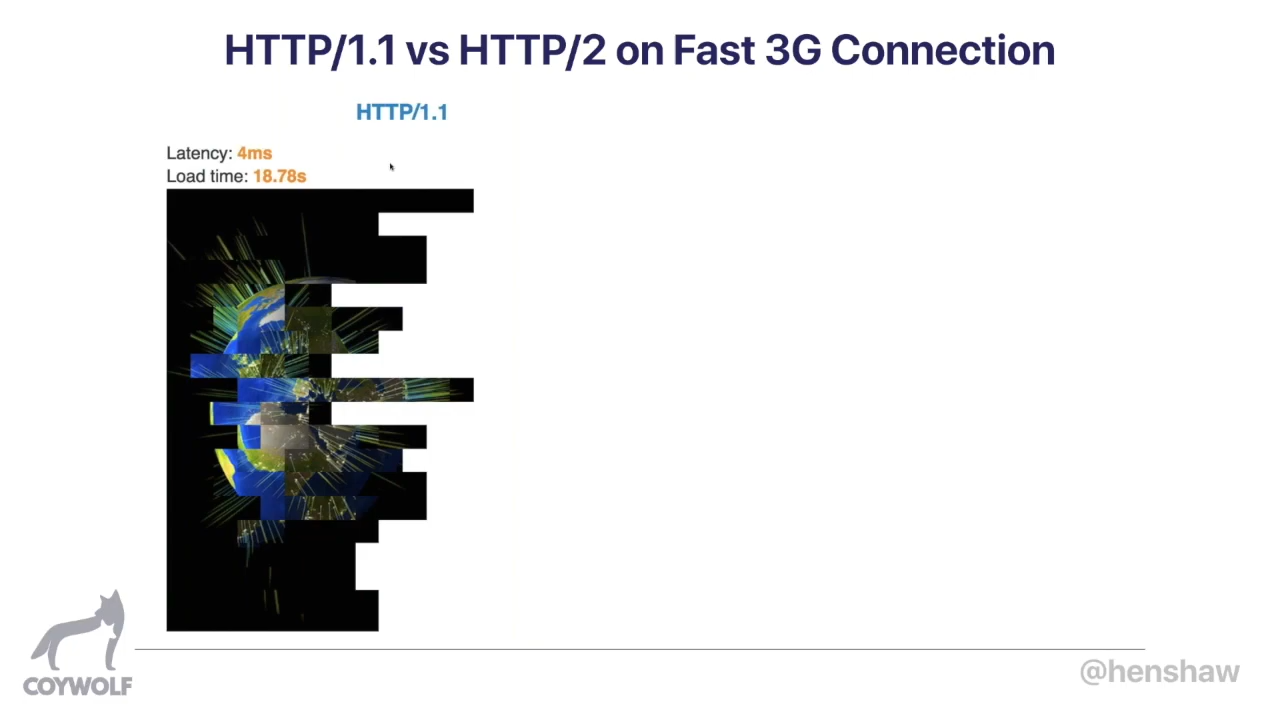 HTTP/1.1 vs HTTP/2 on Fast 3G Connection
HTTP/1.1
Latency: 4ms
Load time: 18.78s
COYWOLF
@henshaw